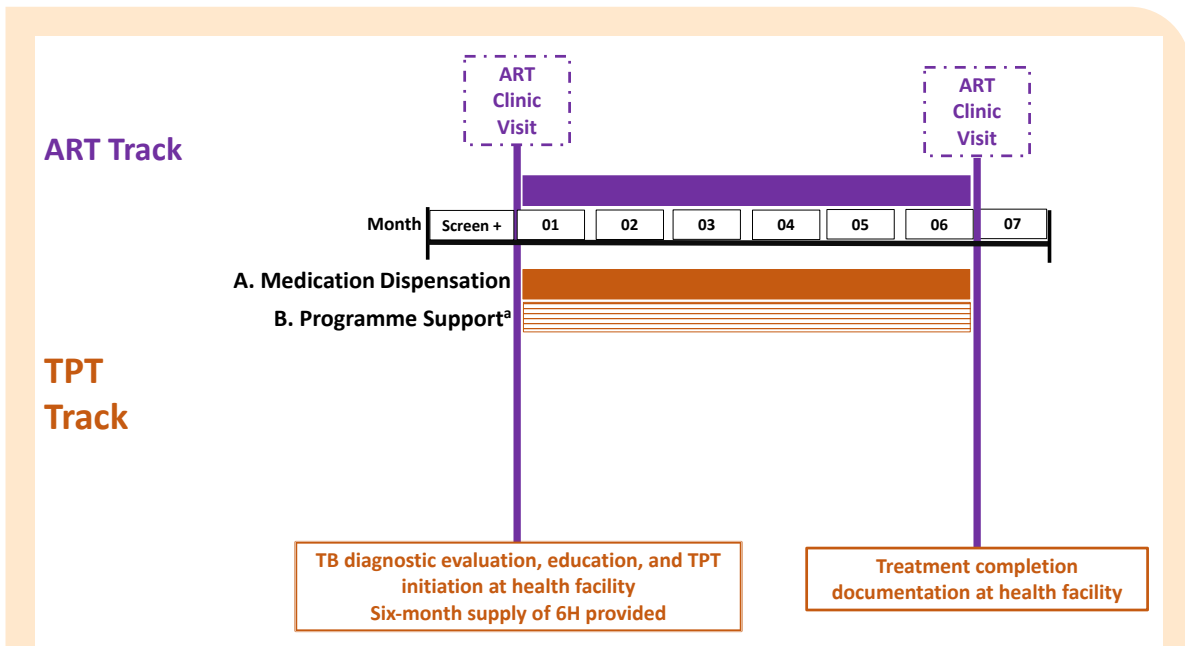 ART
Clinic
Visit
ART
Clinic
Visit
ART Track
Month
Screen +
01
02
03
04
05
06
07
A. Medication Dispensation
B. Programme Supportᵃ
TPT
Track
TB diagnostic evaluation, education, and TPT
initiation at health facility
Six-month supply of 6H provided
Treatment completion
documentation at health facility